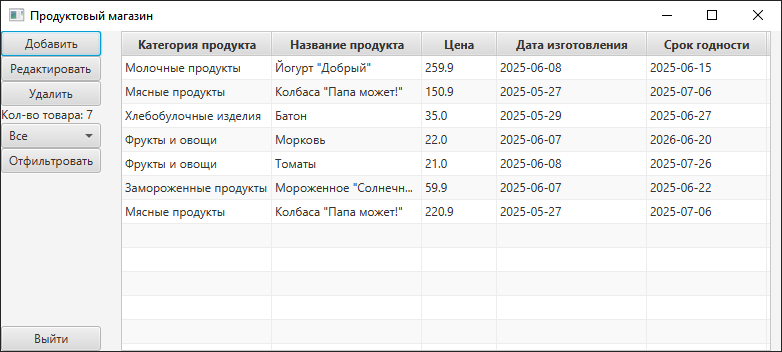 Продуктовый магазин
Добавить
Редактировать
Удалить
Кол-во товара: 7
Все
Отфильтровать
Выйти
Категория продукта Название продукта Цена Дата изготовления Срок годности
Молочные продукты Йогурт "Добрый" 259.9 2025-06-08 2025-06-15
Мясные продукты Колбаса "Папа может!" 150.9 2025-05-27 2025-07-06
Хлебобулочные изделия Батон 35.0 2025-05-29 2025-06-27
Фрукты и овощи Морковь 22.0 2025-06-07 2026-06-20
Фрукты и овощи Томаты 21.0 2025-06-08 2025-07-26
Замороженные продукты Мороженное "Солнечн... 59.9 2025-06-07 2025-06-22
Мясные продукты Колбаса "Папа может!" 220.9 2025-05-27 2025-07-06